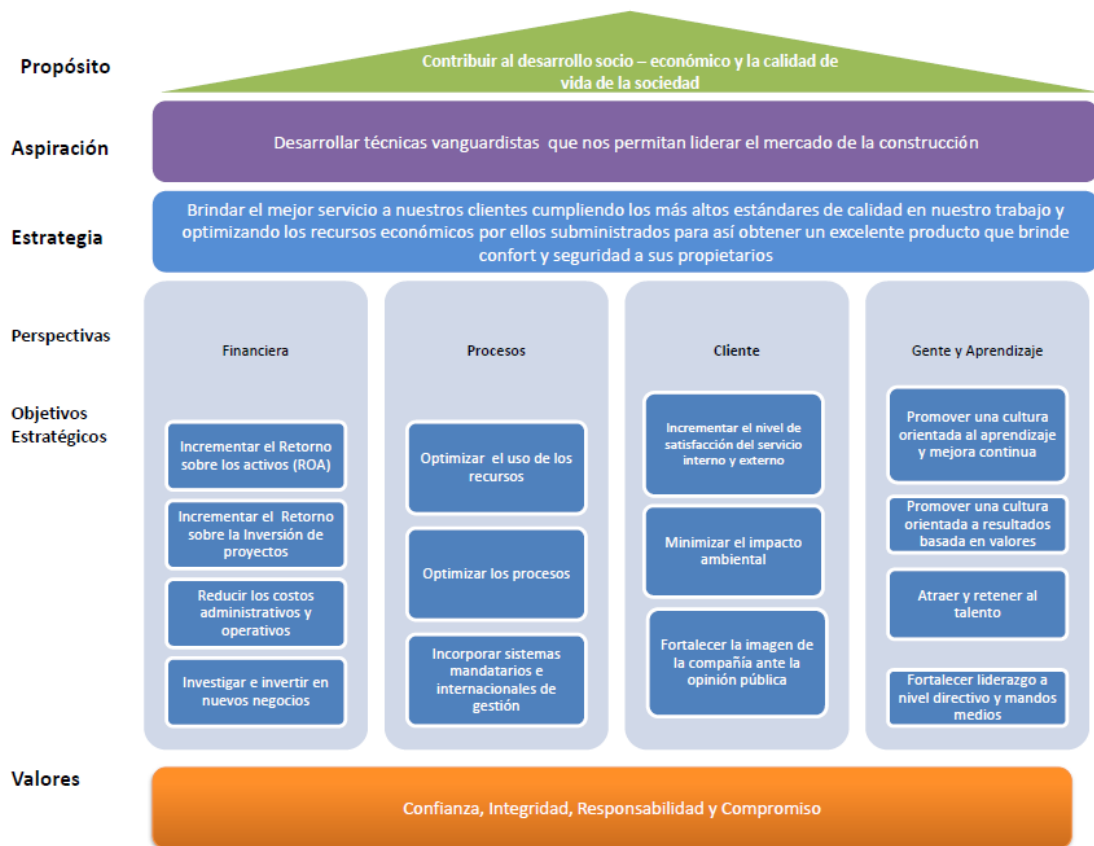 Propósito
Contribuir al desarrollo socio – económico y la calidad de
vida de la sociedad
Aspiración
Desarrollar técnicas vanguardistas que nos permitan liderar el mercado de la construcción
Estrategia
Brindar el mejor servicio a nuestros clientes cumpliendo los más altos estándares de calidad en nuestro trabajo y
optimizando los recursos económicos por ellos subministrados para así obtener un excelente producto que brinde
confort y seguridad a sus propietarios
Perspectivas
Objetivos
Estratégicos
Financiera
Incrementar el Retorno
sobre los activos (ROA)
Incrementar el Retorno
sobre la Inversión de
proyectos
Reducir los costos
administrativos y
operativos
Investigar e invertir en
nuevos negocios
Procesos
Optimizar el uso de los
recursos
Optimizar los procesos
Incorporar sistemas
mandatarios e
internacionales de
gestión
Cliente
Incrementar el nivel de
satisfacción del servicio
interno y externo
Minimizar el impacto
ambiental
Fortalecer la imagen de
la compañía ante la
opinión pública
Gente y Aprendizaje
Promover una cultura
orientada al aprendizaje
y mejora continua
Promover una cultura
orientada a resultados
basada en valores
Atraer y retener al
talento
Fortalecer liderazgo a
nivel directivo y mandos
medios
Valores
Confianza, Integridad, Responsabilidad y Compromiso